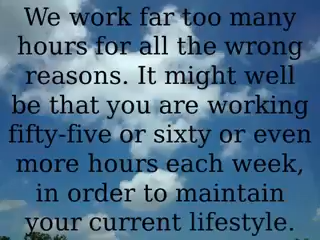 We work far too many
hours for all the wrong
reasons. It might well
be that you are working
fifty-five or sixty or even
more hours each week,
in order to maintain
your current lifestyle.